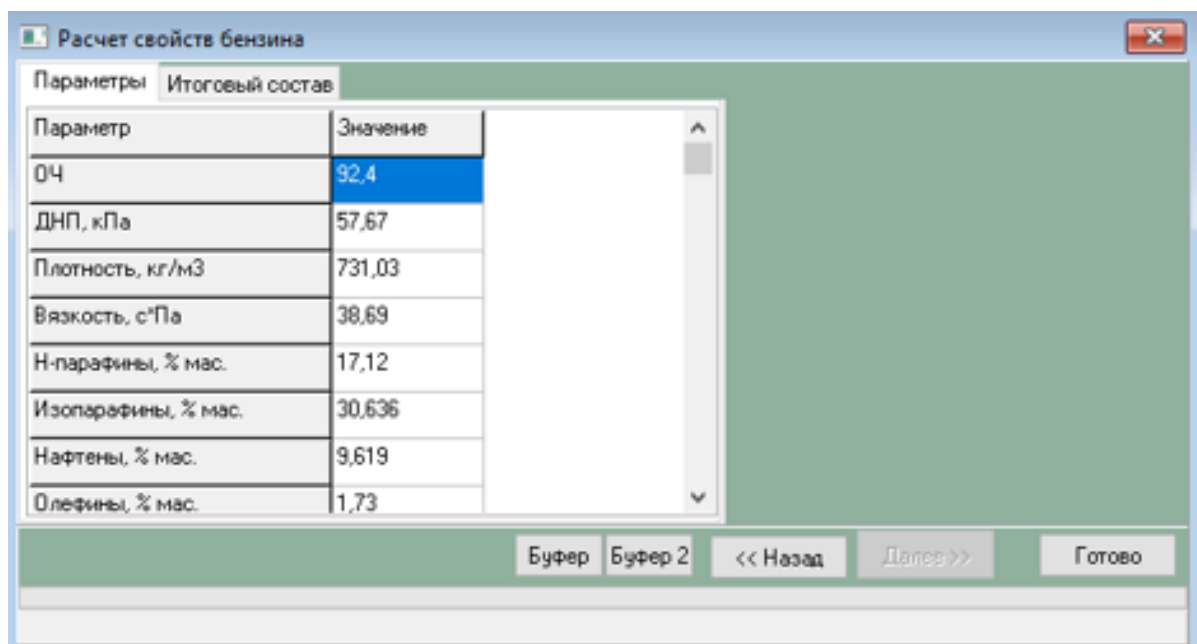 Расчет свойств бензина
Параметры Итоговый состав
Параметр Значение
ОЧ 92,4
ДНП, кПа 57,67
Плотность, кг/м3 731,03
Вязкость, с*Па 38,69
Н-парафины, % мас. 17,12
Изопарафины, % мас. 30,636
Нафтены, % мас. 9,619
Олефины, % мас. 1,73
Буфер Буфер 2 << Назад Далее >> Готово